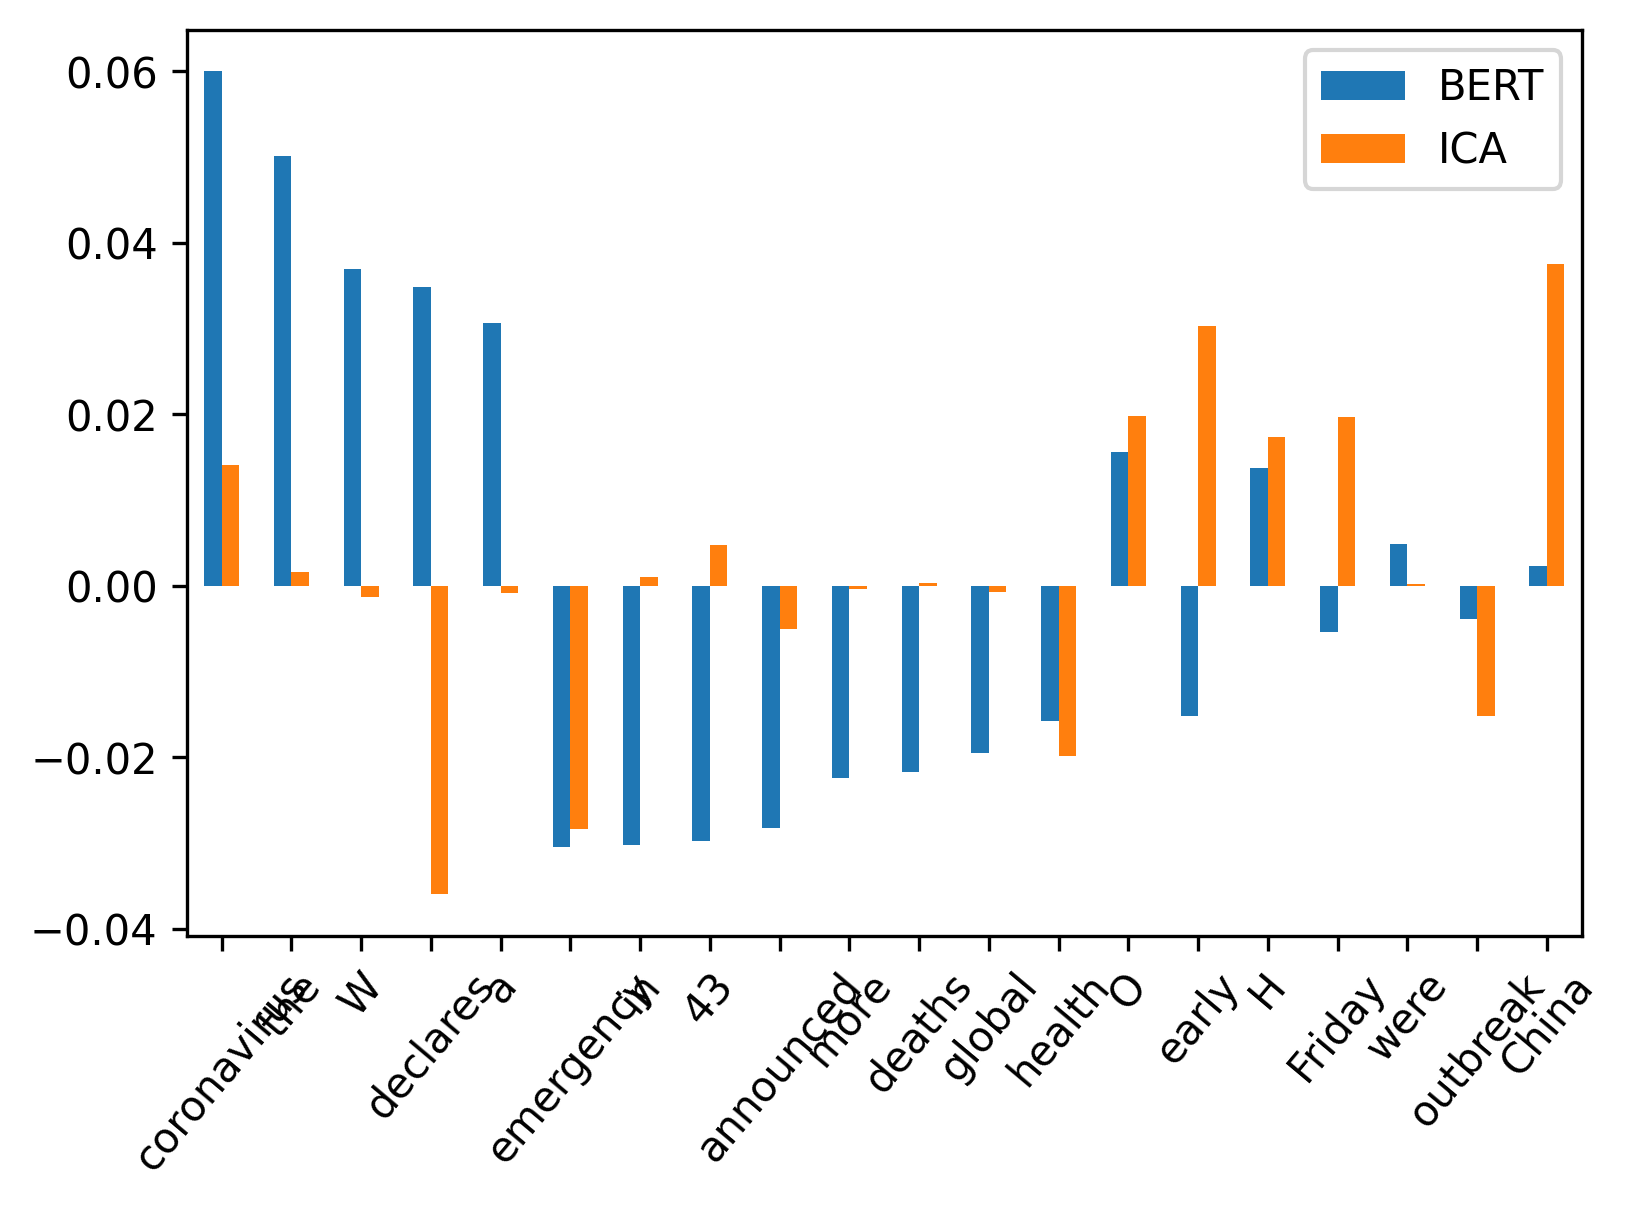 BERT
ICA
0.06
0.04
0.02
0.00
−0.02
−0.04
coronavirus
the
W
declares
a
emergency
in
43
announced
more
deaths
global
health
O
early
H
Friday
were
outbreak
China